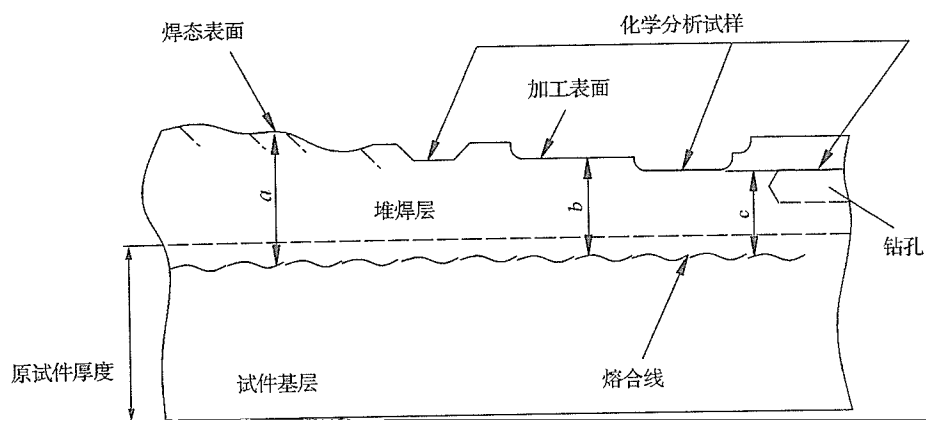 化学分析试样
焊态表面
加工表面
a
b
c
堆焊层
钻孔
原试件厚度
试件基层
熔合线